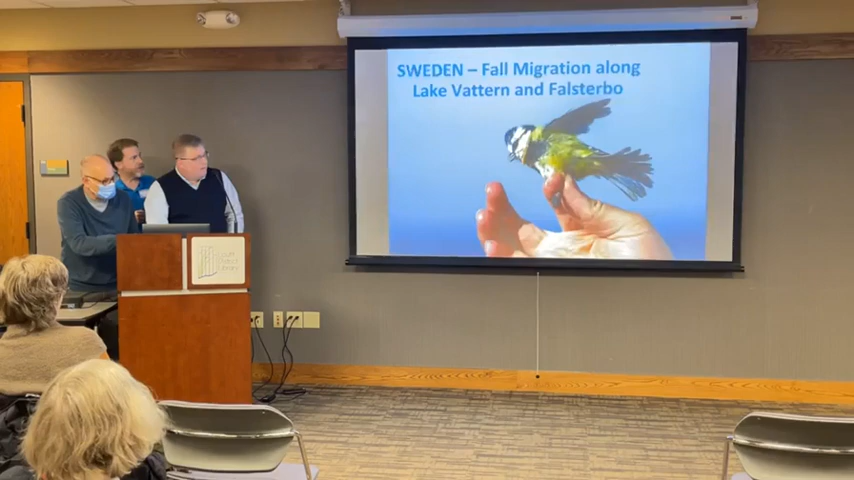 SWEDEN – Fall Migration along
Lake Vattern and Falsterbo